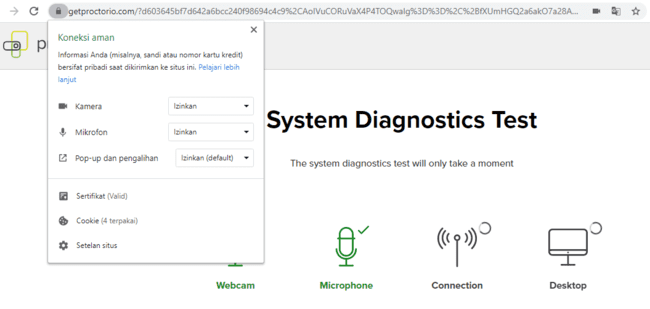 getproctorio.com/?d603645bf7d642a6bcc240f98694c4c9%2CAoIVuCORuVaX4P4TOQwaIg%3D%3D%2C%2BfXUmHGQ2a6akO7a2BA...
Koneksi aman
Informasi Anda (misalnya, sandi atau nomor kartu kredit)
bersifat pribadi saat dikirimkan ke situs ini. Pelajari lebih
lanjut
Kamera Izinkan
Mikrofon Izinkan
Pop-up dan pengalihan Izinkan (default)
Sertifikat (Valid)
Cookie (4 terpakai)
Setelan situs
System Diagnostics Test
The system diagnostics test will only take a moment
Webcam Microphone Connection Desktop